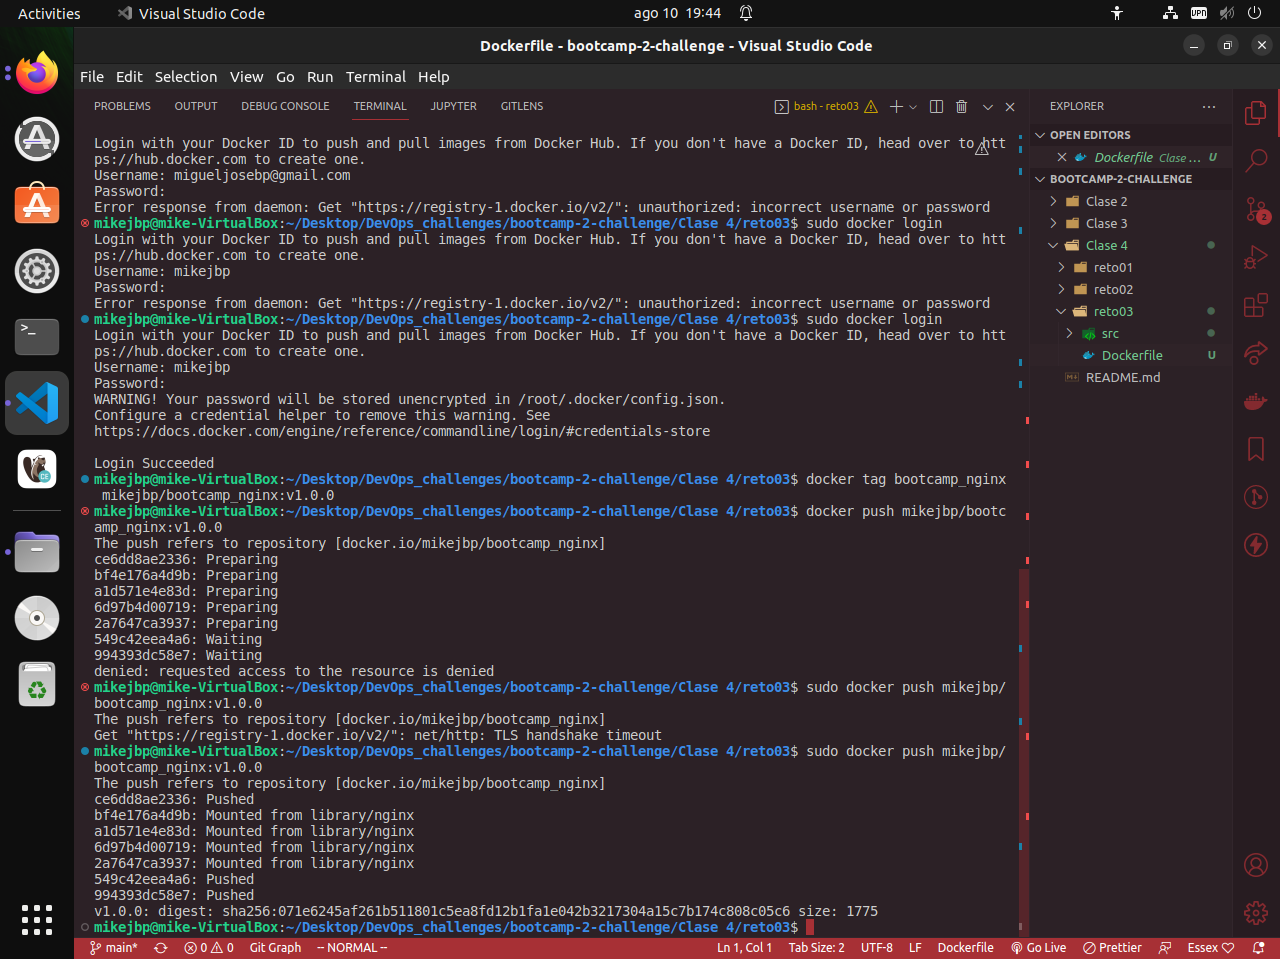 Activities
Visual Studio Code
ago 10 19:44
VPN
Dockerfile - bootcamp-2-challenge - Visual Studio Code
File Edit Selection View Go Run Terminal Help
PROBLEMS OUTPUT DEBUG CONSOLE TERMINAL JUPYTER GITLENS
bash - reto03
Login with your Docker ID to push and pull images from Docker Hub. If you don't have a Docker ID, head over to htt
ps://hub.docker.com to create one.
Username: migueljosebp@gmail.com
Password:
Error response from daemon: Get "https://registry-1.docker.io/v2/": unauthorized: incorrect username or password
mikejbp@mike-VirtualBox:~/Desktop/DevOps_challenges/bootcamp-2-challenge/Clase 4/reto03$ sudo docker login
Login with your Docker ID to push and pull images from Docker Hub. If you don't have a Docker ID, head over to htt
ps://hub.docker.com to create one.
Username: mikejbp
Password:
Error response from daemon: Get "https://registry-1.docker.io/v2/": unauthorized: incorrect username or password
mikejbp@mike-VirtualBox:~/Desktop/DevOps_challenges/bootcamp-2-challenge/Clase 4/reto03$ sudo docker login
Login with your Docker ID to push and pull images from Docker Hub. If you don't have a Docker ID, head over to htt
ps://hub.docker.com to create one.
Username: mikejbp
Password:
WARNING! Your password will be stored unencrypted in /root/.docker/config.json.
Configure a credential helper to remove this warning. See
https://docs.docker.com/engine/reference/commandline/login/#credentials-store
Login Succeeded
mikejbp@mike-VirtualBox:~/Desktop/DevOps_challenges/bootcamp-2-challenge/Clase 4/reto03$ docker tag bootcamp_nginx
mikejbp/bootcamp_nginx:v1.0.0
mikejbp@mike-VirtualBox:~/Desktop/DevOps_challenges/bootcamp-2-challenge/Clase 4/reto03$ docker push mikejbp/bootc
amp_nginx:v1.0.0
The push refers to repository [docker.io/mikejbp/bootcamp_nginx]
ce6dd8ae2336: Preparing
bf4e176a4d9b: Preparing
a1d571e4e83d: Preparing
6d97b4d00719: Preparing
2a7647ca3937: Preparing
549c42eea4a6: Waiting
994393dc58e7: Waiting
denied: requested access to the resource is denied
mikejbp@mike-VirtualBox:~/Desktop/DevOps_challenges/bootcamp-2-challenge/Clase 4/reto03$ sudo docker push mikejbp/
bootcamp_nginx:v1.0.0
The push refers to repository [docker.io/mikejbp/bootcamp_nginx]
Get "https://registry-1.docker.io/v2/": net/http: TLS handshake timeout
mikejbp@mike-VirtualBox:~/Desktop/DevOps_challenges/bootcamp-2-challenge/Clase 4/reto03$ sudo docker push mikejbp/
bootcamp_nginx:v1.0.0
The push refers to repository [docker.io/mikejbp/bootcamp_nginx]
ce6dd8ae2336: Pushed
bf4e176a4d9b: Mounted from library/nginx
a1d571e4e83d: Mounted from library/nginx
6d97b4d00719: Mounted from library/nginx
2a7647ca3937: Mounted from library/nginx
549c42eea4a6: Pushed
994393dc58e7: Pushed
v1.0.0: digest: sha256:071e6245af261b511801c5ea8fd12b1fa1e042b3217304a15c7b174c808c05c6 size: 1775
mikejbp@mike-VirtualBox:~/Desktop/DevOps_challenges/bootcamp-2-challenge/Clase 4/reto03$
EXPLORER
OPEN EDITORS
Dockerfile Clase ... U
BOOTCAMP-2-CHALLENGE
Clase 2
Clase 3
Clase 4
reto01
reto02
reto03
src
Dockerfile U
README.md
2
main* 0 0 Git Graph -- NORMAL -- Ln 1, Col 1 Tab Size: 2 UTF-8 LF Dockerfile Go Live Prettier Essex